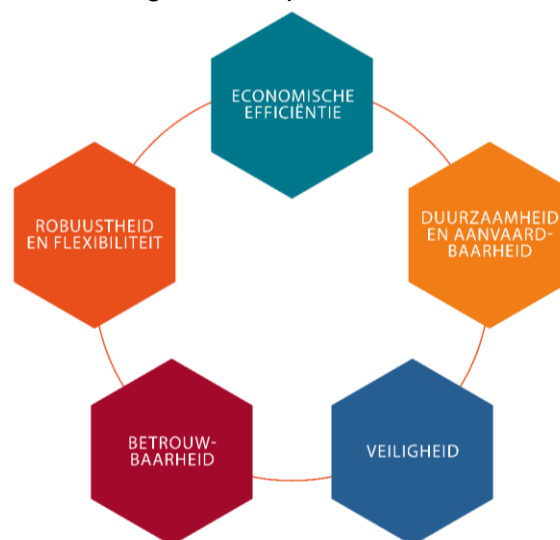 ECONOMISCHE
EFFICIËNTIE
DUURZAAMHEID
EN AANVAARD-
BAARHEID
VEILIGHEID
BETROUW-
BAARHEID
ROBUUSTHEID
EN FLEXIBILITEIT